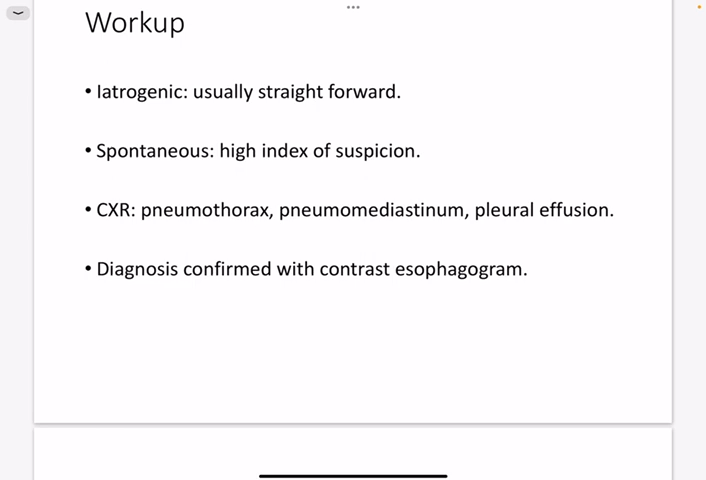 Workup
• Iatrogenic: usually straight forward.
• Spontaneous: high index of suspicion.
• CXR: pneumothorax, pneumomediastinum, pleural effusion.
• Diagnosis confirmed with contrast esophagogram.